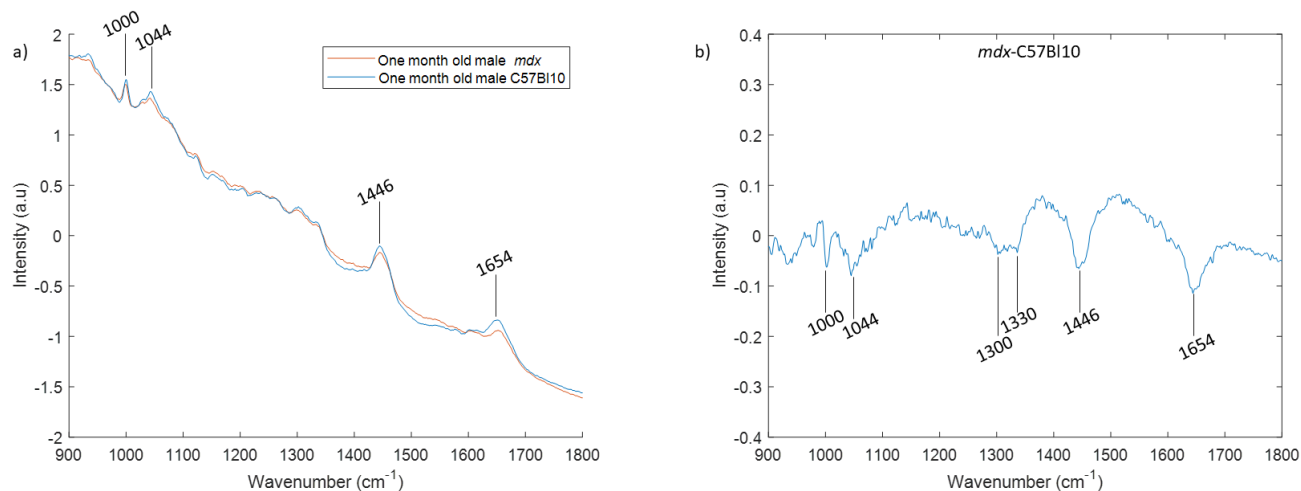 a)
1000
1044
1446
1654
One month old male mdx
One month old male C57Bl10
2
1.5
1
0.5
0
-0.5
-1
-1.5
-2
Intensity (a.u)
900 1000 1100 1200 1300 1400 1500 1600 1700 1800
Wavenumber (cm⁻¹)
b)
mdx-C57Bl10
0.4
0.3
0.2
0.1
0
-0.1
-0.2
-0.3
-0.4
Intensity (a.u)
1000
1044
1300
1330
1446
1654
900 1000 1100 1200 1300 1400 1500 1600 1700 1800
Wavenumber (cm⁻¹)